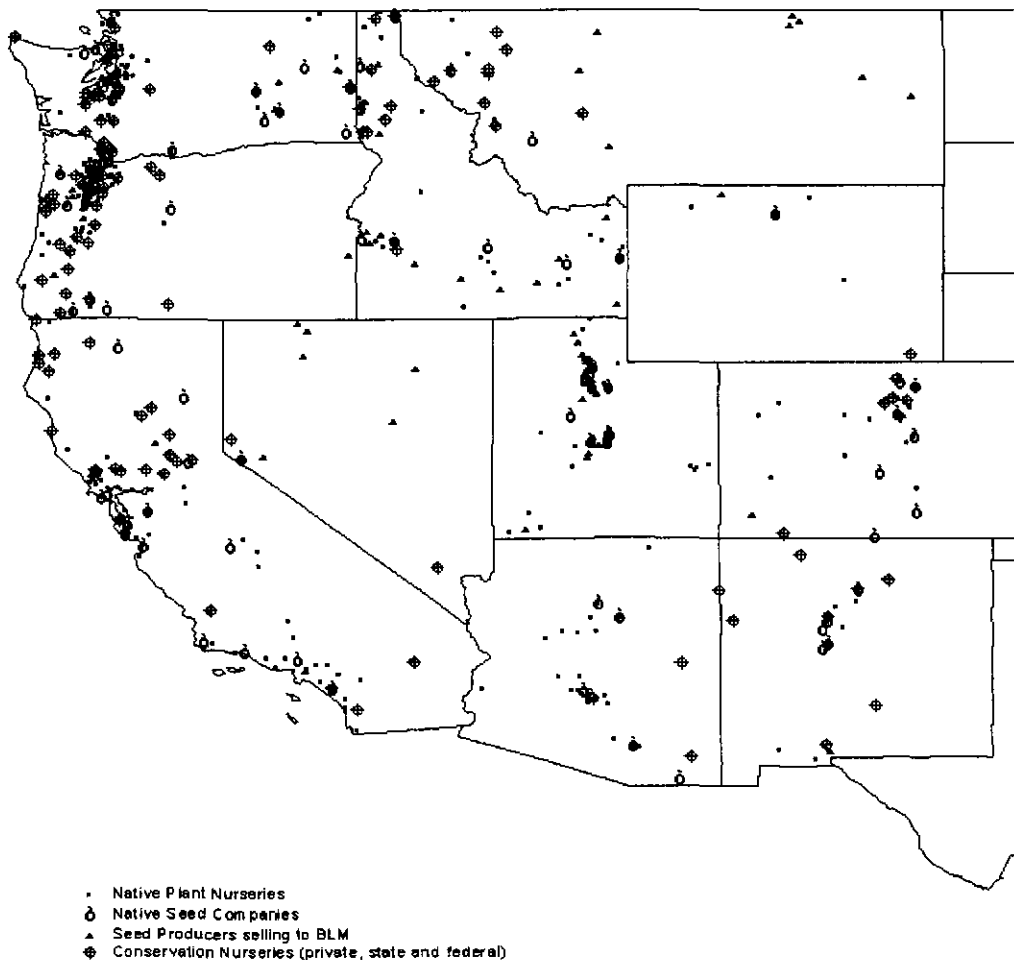 Native Plant Nurseries
Native Seed Companies
Seed Producers selling to BLM
Conservation Nurseries (private, state and federal)